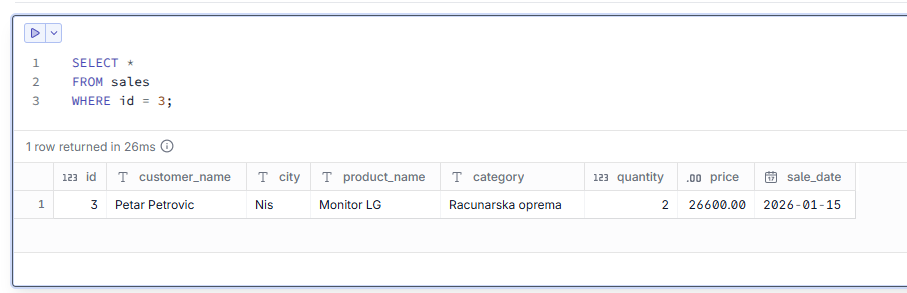 1 SELECT *
2 FROM sales
3 WHERE id = 3;
1 row returned in 26ms
123 id T customer_name T city T product_name T category 123 quantity .00 price sale_date
1 3 Petar Petrovic Nis Monitor LG Racunarska oprema 2 26600.00 2026-01-15